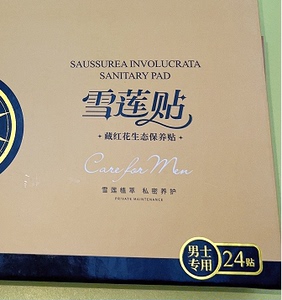 SAUSSUREA INVOLUCRATA
SANITARY PAD
雪莲贴
·藏红花生态保养贴·
Care for Men
雪莲植萃 私密养护
PRIVATE MAINTENANCE
男士
专用
24贴